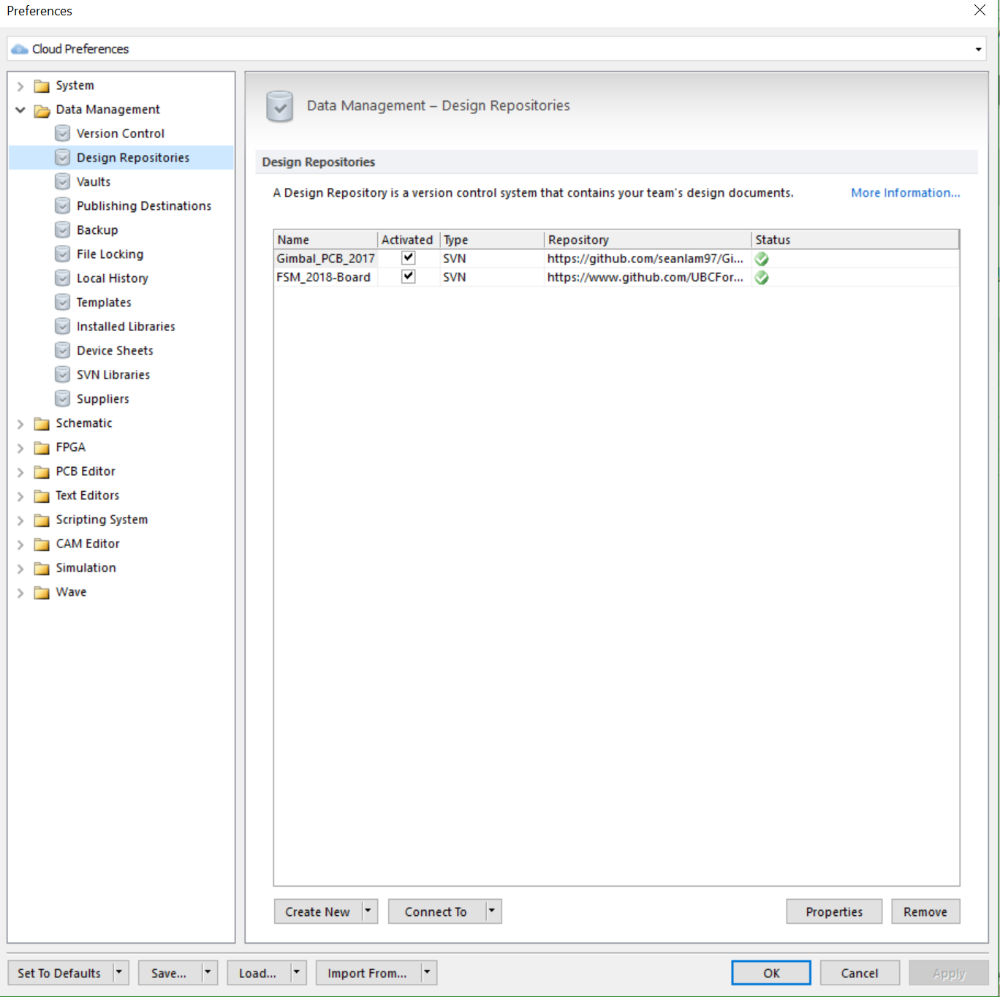 Preferences
Cloud Preferences
System
Data Management
Version Control
Design Repositories
Vaults
Publishing Destinations
Backup
File Locking
Local History
Templates
Installed Libraries
Device Sheets
SVN Libraries
Suppliers
Schematic
FPGA
PCB Editor
Text Editors
Scripting System
CAM Editor
Simulation
Wave
Data Management – Design Repositories
Design Repositories
A Design Repository is a version control system that contains your team's design documents. More Information...
Name Activated Type Repository Status
Gimbal_PCB_2017 SVN https://github.com/seanlam97/Gi...
FSM_2018-Board SVN https://www.github.com/UBCFor...
Create New Connect To Properties Remove
Set To Defaults Save... Load... Import From... OK Cancel Apply